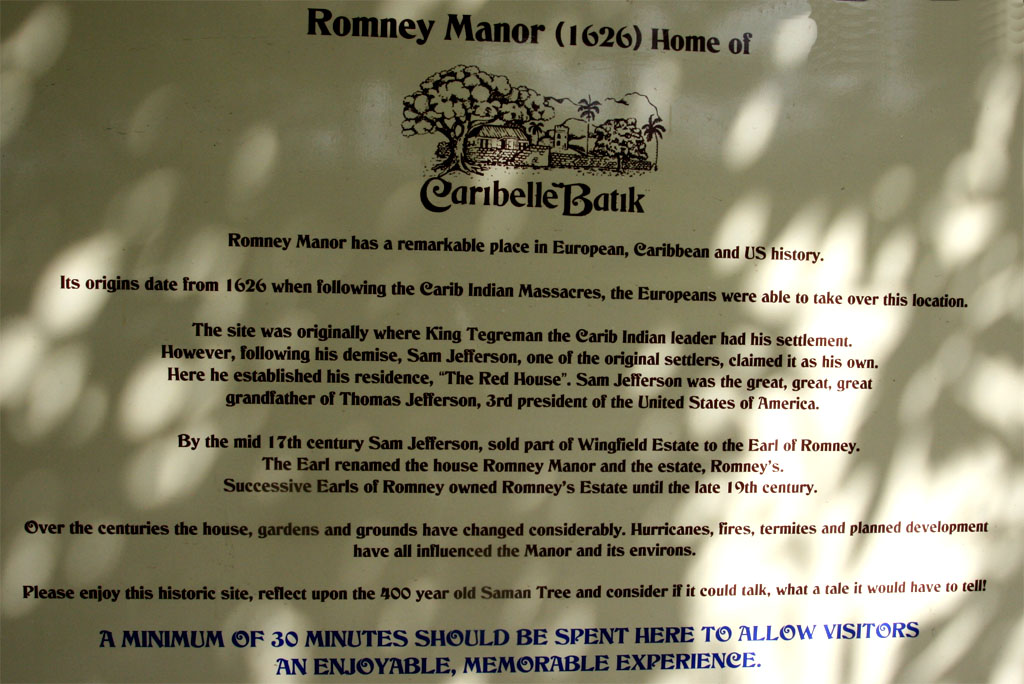 Romney Manor (1626) Home of
Caribelle Batik
Romney Manor has a remarkable place in European, Caribbean and US history.
Its origins date from 1626 when following the Carib Indian Massacres, the Europeans were able to take over this location.
The site was originally where King Tegreman the Carib Indian leader had his settlement.
However, following his demise, Sam Jefferson, one of the original settlers, claimed it as his own.
Here he established his residence, “The Red House”. Sam Jefferson was the great, great, great
grandfather of Thomas Jefferson, 3rd president of the United States of America.
By the mid 17th century Sam Jefferson, sold part of Wingfield Estate to the Earl of Romney.
The Earl renamed the house Romney Manor and the estate, Romney's.
Successive Earls of Romney owned Romney's Estate until the late 19th century.
Over the centuries the house, gardens and grounds have changed considerably. Hurricanes, fires, termites and planned development
have all influenced the Manor and its environs.
Please enjoy this historic site, reflect upon the 400 year old Saman Tree and consider if it could talk, what a tale it would have to tell!
A MINIMUM OF 30 MINUTES SHOULD BE SPENT HERE TO ALLOW VISITORS
AN ENJOYABLE, MEMORABLE EXPERIENCE.